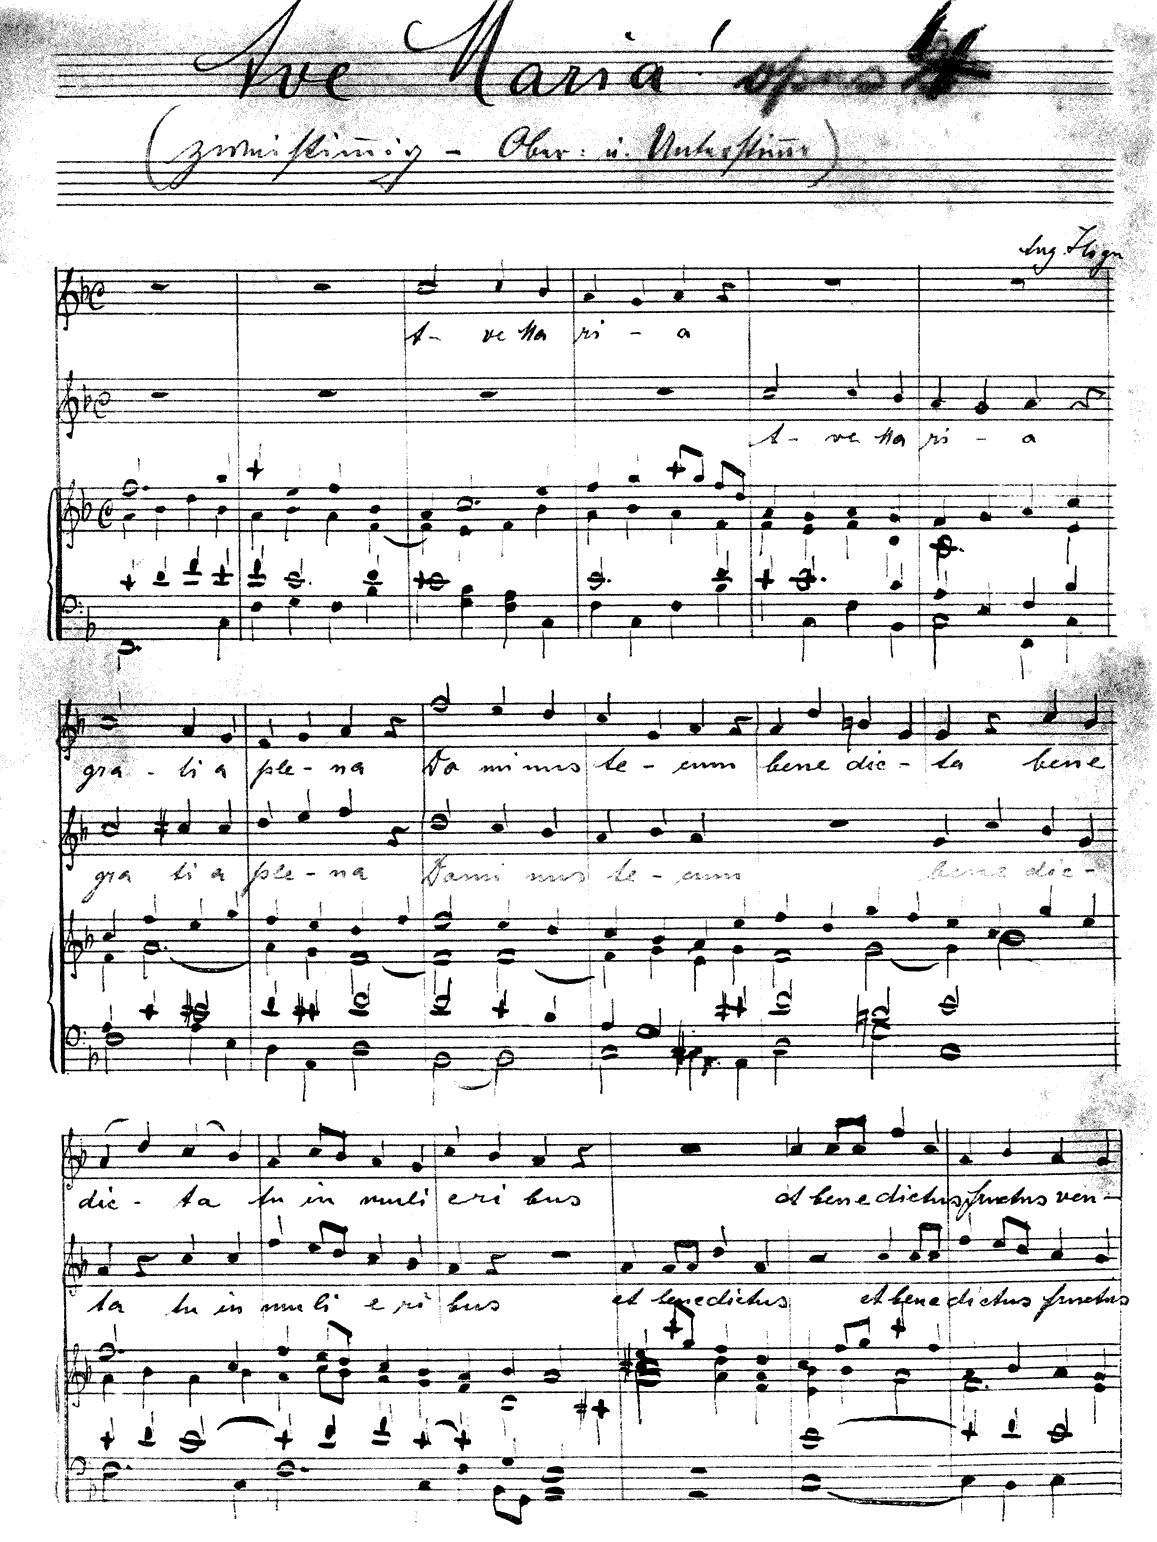 Ave Maria! opus
(zweistim̄ig - Ober: u. Unterstim̄e)
Aug.
A- ve Ma ri - a
A- ve Ma ri - a
gra - ti a ple - na Do mi nus te - cum bene dic - ta bene
gra ti a ple - na Domi nus te - cum bene dic -
dic - ta tu in muli eri bus et bene dictus fructus ven -
ta tu in muli e ri bus et benedictus et bene dictus fructus